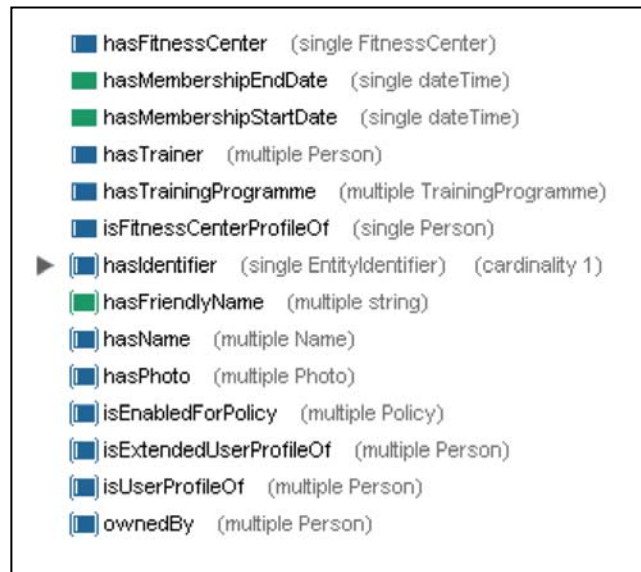 hasFitnessCenter (single FitnessCenter)
hasMembershipEndDate (single dateTime)
hasMembershipStartDate (single dateTime)
hasTrainer (multiple Person)
hasTrainingProgramme (multiple TrainingProgramme)
isFitnessCenterProfileOf (single Person)
hasIdentifier (single EntityIdentifier) (cardinality 1)
hasFriendlyName (multiple string)
hasName (multiple Name)
hasPhoto (multiple Photo)
isEnabledForPolicy (multiple Policy)
isExtendedUserProfileOf (multiple Person)
isUserProfileOf (multiple Person)
ownedBy (multiple Person)